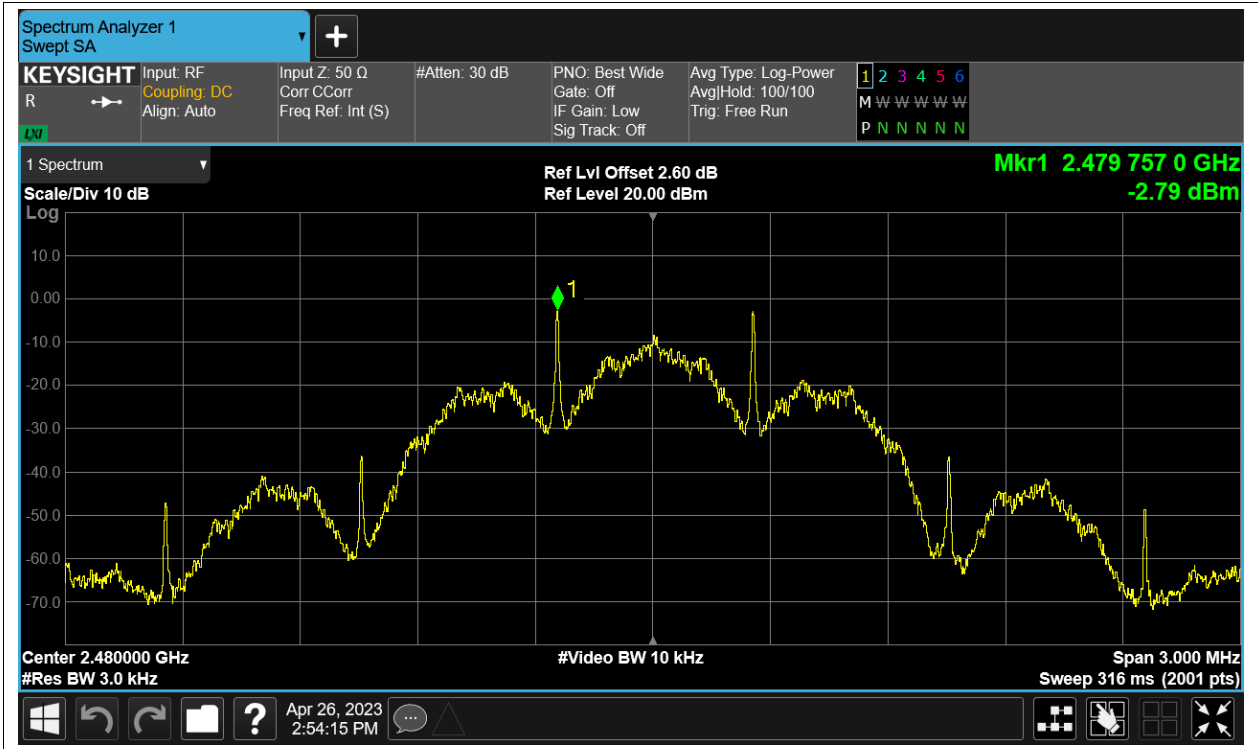 Spectrum Analyzer 1
Swept SA
KEYSIGHT
R
LXI
Input: RF
Coupling: DC
Align: Auto
Input Z: 50 Ω
Corr CCorr
Freq Ref: Int (S)
#Atten: 30 dB
PNO: Best Wide
Gate: Off
IF Gain: Low
Sig Track: Off
Avg Type: Log-Power
Avg|Hold: 100/100
Trig: Free Run
1 2 3 4 5 6
M W W W W W
P N N N N N
1 Spectrum
Scale/Div 10 dB
Log
Ref Lvl Offset 2.60 dB
Ref Level 20.00 dBm
Mkr1 2.479 757 0 GHz
-2.79 dBm
10.0
0.00
-10.0
-20.0
-30.0
-40.0
-50.0
-60.0
-70.0
1
Center 2.480000 GHz
#Res BW 3.0 kHz
#Video BW 10 kHz
Span 3.000 MHz
Sweep 316 ms (2001 pts)
?
Apr 26, 2023
2:54:15 PM